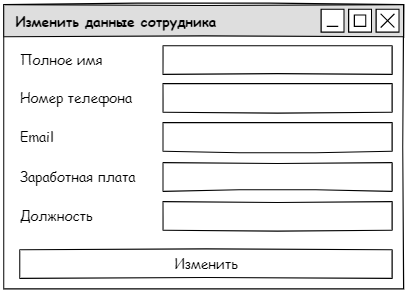 Изменить данные сотрудника
Полное имя
Номер телефона
Email
Заработная плата
Должность
Изменить